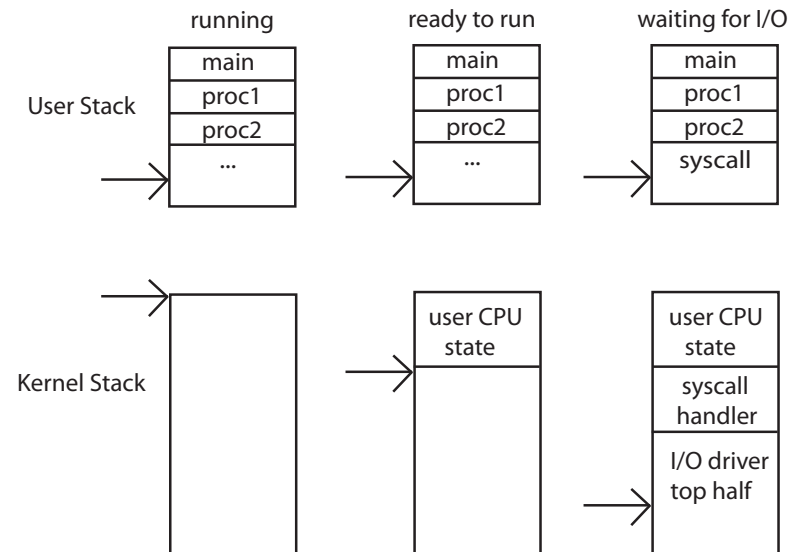 running
ready to run
waiting for I/O
User Stack
main
proc1
proc2
...
main
proc1
proc2
...
main
proc1
proc2
syscall
Kernel Stack
user CPU
state
user CPU
state
syscall
handler
I/O driver
top half